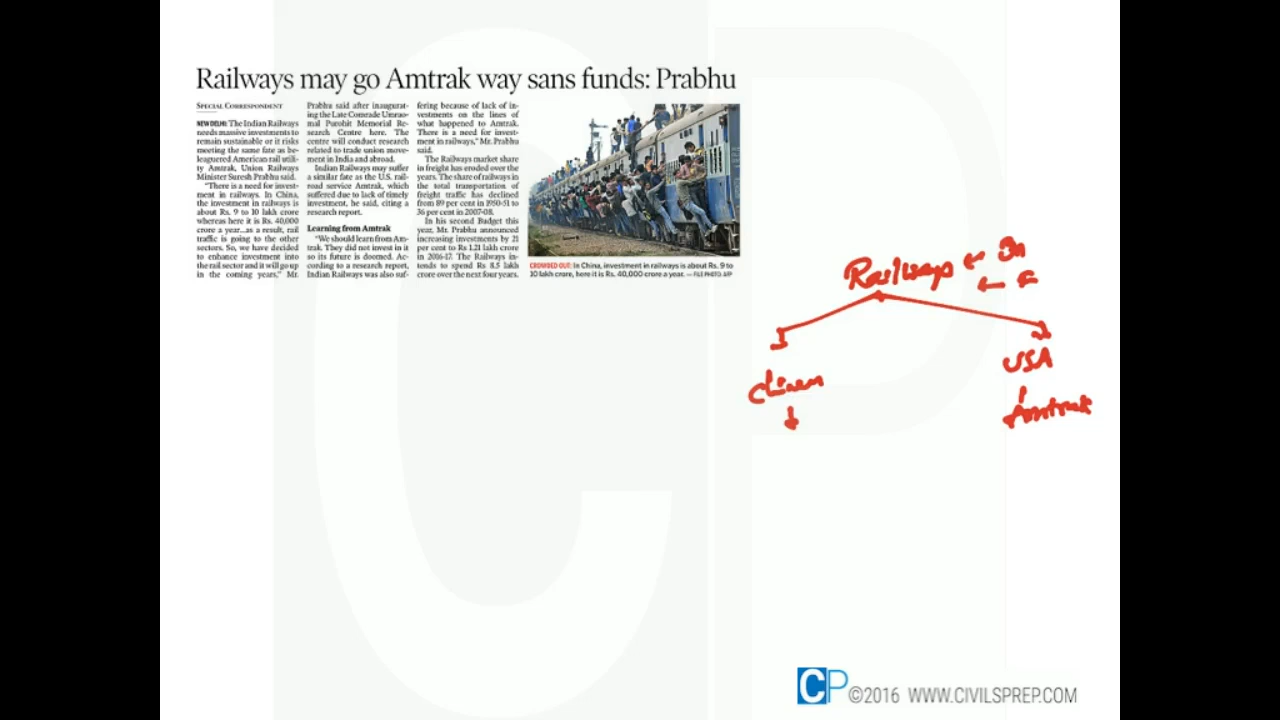 Railways may go Amtrak way sans funds: Prabhu
SPECIAL CORRESPONDENT
NEW DELHI: The Indian Railways
needs massive investments to
remain sustainable or it risks
meeting the same fate as be-
leaguered American rail utili-
ty Amtrak, Union Railways
Minister Suresh Prabhu said.
“There is a need for invest-
ment in railways. In China,
the investment in railways is
about Rs. 9 to 10 lakh crore
whereas here it is Rs. 40,000
crore a year...as a result, rail
traffic is going to the other
sectors. So, we have decided
to enhance investment into
the rail sector and it will go up
in the coming years,” Mr.
Prabhu said after inaugurat-
ing the Late Comrade Umrao-
mal Purohit Memorial Re-
search Centre here. The
centre will conduct research
related to trade union move-
ment in India and abroad.
Indian Railways may suffer
a similar fate as the U.S. rail-
road service Amtrak, which
suffered due to lack of timely
investment, he said, citing a
research report.
Learning from Amtrak
“We should learn from Am-
trak. They did not invest in it
so its future is doomed. Ac-
cording to a research report,
Indian Railways was also suf-
fering because of lack of in-
vestments on the lines of
what happened to Amtrak.
There is a need for invest-
ment in railways,” Mr. Prabhu
said.
The Railways market share
in freight has eroded over the
years. The share of railways in
the total transportation of
freight traffic has declined
from 89 per cent in 1950-51 to
36 per cent in 2007-08.
In his second Budget this
year, Mr. Prabhu announced
increasing investments by 21
per cent to Rs 1.21 lakh crore
in 2016-17. The Railways in-
tends to spend Rs 8.5 lakh
crore over the next four years.
CROWDED OUT: In China, investment in railways is about Rs. 9 to
10 lakh crore, here it is Rs. 40,000 crore a year. — FILE PHOTO: AFP
Railways
China
USA
Amtrak
CP ©2016 WWW.CIVILSPREP.COM